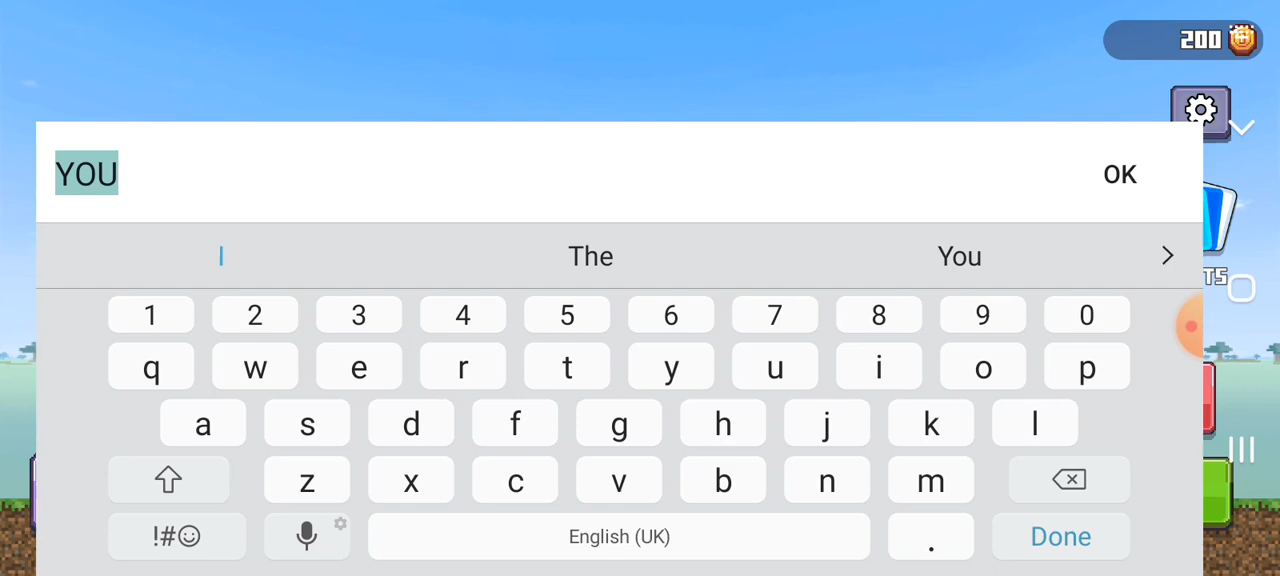 200
YOU
OK
I
The
You
1 2 3 4 5 6 7 8 9 0
q w e r t y u i o p
a s d f g h j k l
z x c v b n m
!#☺
English (UK)
.
Done